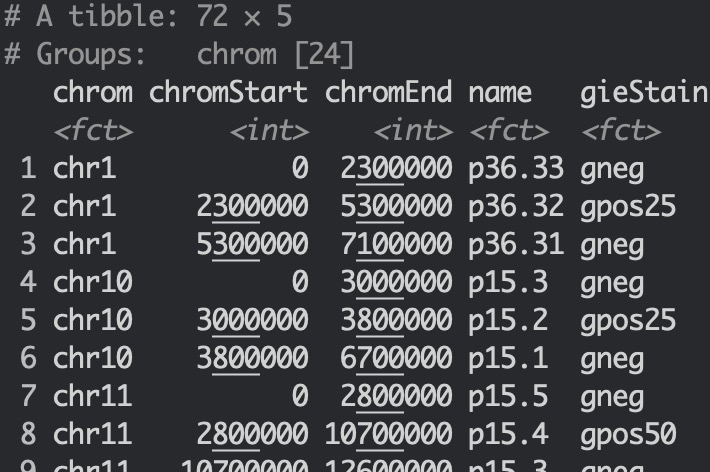 # A tibble: 72 × 5
# Groups:   chrom [24]
   chrom chromStart chromEnd name    gieStain
   <fct>      <int>    <int> <fct>   <fct>
 1 chr1           0  2300000 p36.33 gneg
 2 chr1     2300000  5300000 p36.32 gpos25
 3 chr1     5300000  7100000 p36.31 gneg
 4 chr10          0  3000000 p15.3  gneg
 5 chr10    3000000  3800000 p15.2  gpos25
 6 chr10    3800000  6700000 p15.1  gneg
 7 chr11          0  2800000 p15.5  gneg
 8 chr11    2800000 10700000 p15.4  gpos50
 9 chr11   10700000 12600000 p15.3  gneg